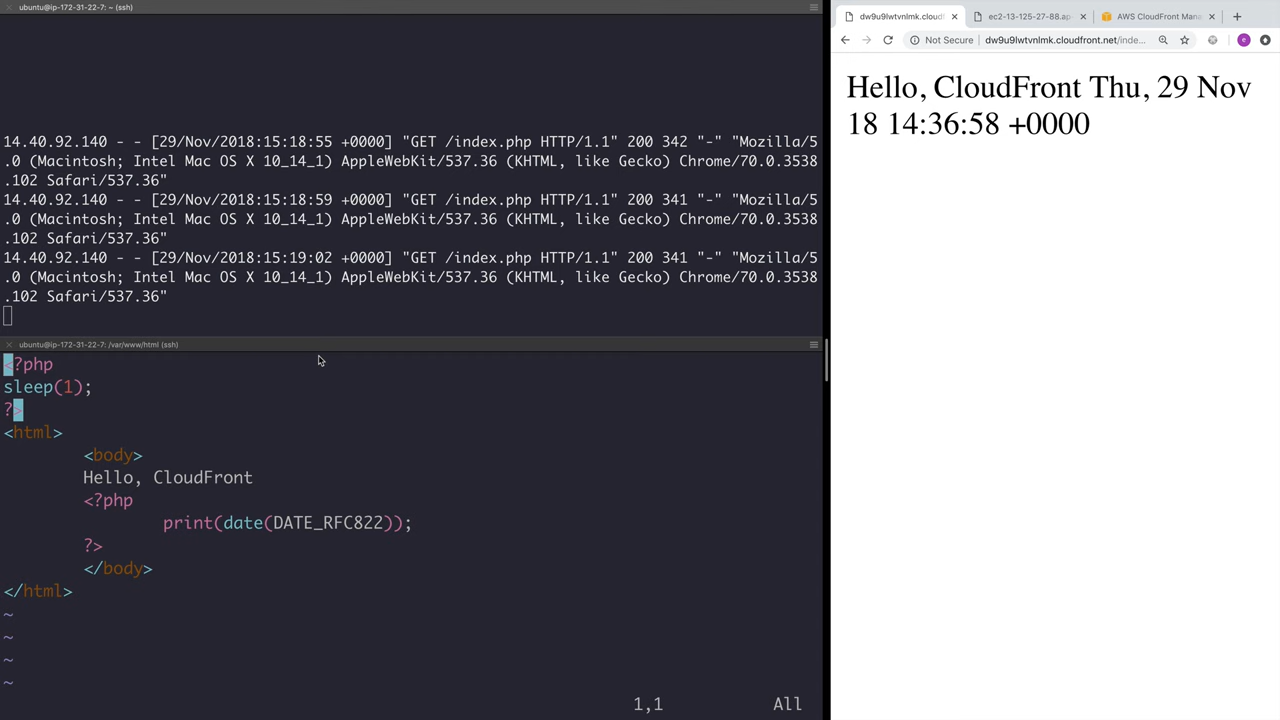 ubuntu@ip-172-31-22-7: ~ (ssh)
14.40.92.140 - - [29/Nov/2018:15:18:55 +0000] "GET /index.php HTTP/1.1" 200 342 "-" "Mozilla/5
.0 (Macintosh; Intel Mac OS X 10_14_1) AppleWebKit/537.36 (KHTML, like Gecko) Chrome/70.0.3538
.102 Safari/537.36"
14.40.92.140 - - [29/Nov/2018:15:18:59 +0000] "GET /index.php HTTP/1.1" 200 341 "-" "Mozilla/5
.0 (Macintosh; Intel Mac OS X 10_14_1) AppleWebKit/537.36 (KHTML, like Gecko) Chrome/70.0.3538
.102 Safari/537.36"
14.40.92.140 - - [29/Nov/2018:15:19:02 +0000] "GET /index.php HTTP/1.1" 200 341 "-" "Mozilla/5
.0 (Macintosh; Intel Mac OS X 10_14_1) AppleWebKit/537.36 (KHTML, like Gecko) Chrome/70.0.3538
.102 Safari/537.36"
ubuntu@ip-172-31-22-7: /var/www/html (ssh)
<?php
sleep(1);
?>
<html>
<body>
Hello, CloudFront
<?php
print(date(DATE_RFC822));
?>
</body>
</html>
~
~
~
~
1,1 All
dw9u9lwtvnlmk.cloudf
ec2-13-125-27-88.ap-
AWS CloudFront Mana
Not Secure
dw9u9lwtvnlmk.cloudfront.net/inde...
e
Hello, CloudFront Thu, 29 Nov
18 14:36:58 +0000